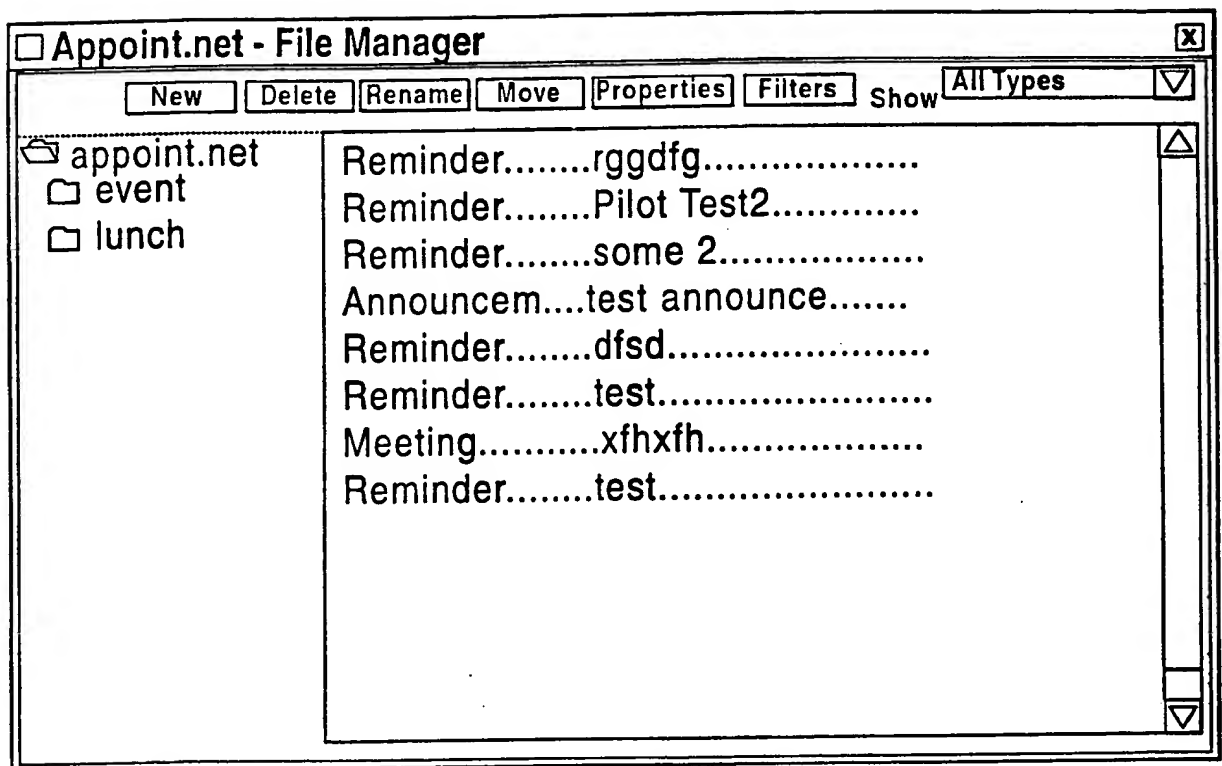 Appoint.net - File Manager
New Delete Rename Move Properties Filters Show All Types
appoint.net
event
lunch
Reminder........rggdfg...................
Reminder........Pilot Test2.............
Reminder........some 2..................
Announcem....test announce.......
Reminder........dfsd.......................
Reminder........test........................
Meeting...........xfhxfh...................
Reminder........test........................